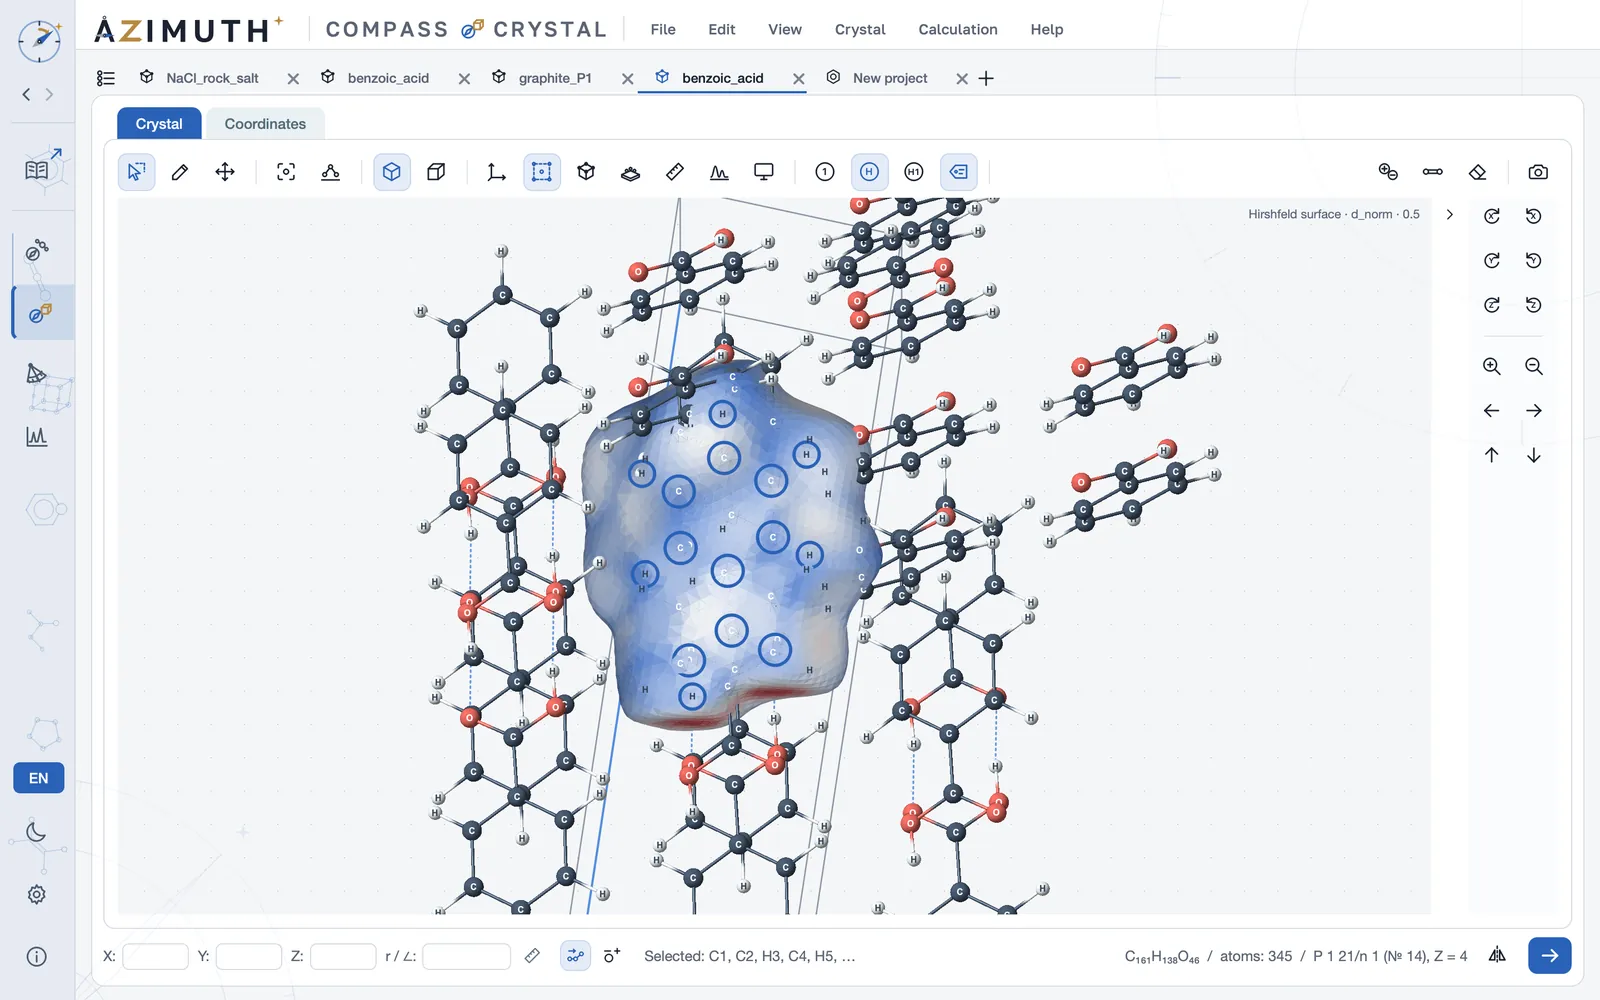 AZIMUTH
COMPASS CRYSTAL
File Edit View Crystal Calculation Help
NaCl_rock_salt benzoic_acid graphite_P1 benzoic_acid New project
Crystal Coordinates
1 H H1
Hirshfeld surface · d_norm · 0.5
X X
Y Y
Z Z
EN
X: Y: Z: r / ∠: Selected: C1, C2, H3, C4, H5, … C₁₆₁H₁₃₈O₄₆ / atoms: 345 / P 1 21/n 1 (№ 14), Z = 4